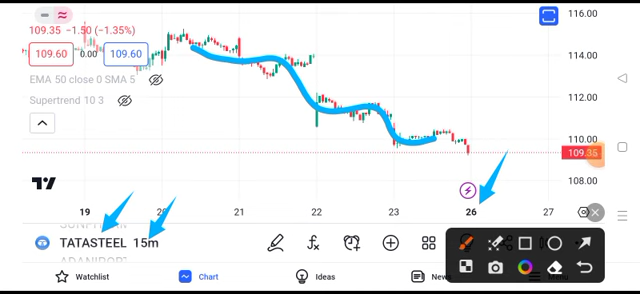 116.00
109.35 −1.50 (−1.35%)
109.60 0.00 109.60
114.00
EMA 50 close 0 SMA 5
Supertrend 10 3
112.00
110.00
109.35
108.00
19 20 21 22 23 26 27
TATASTEEL 15m
Watchlist Chart Ideas News Menu